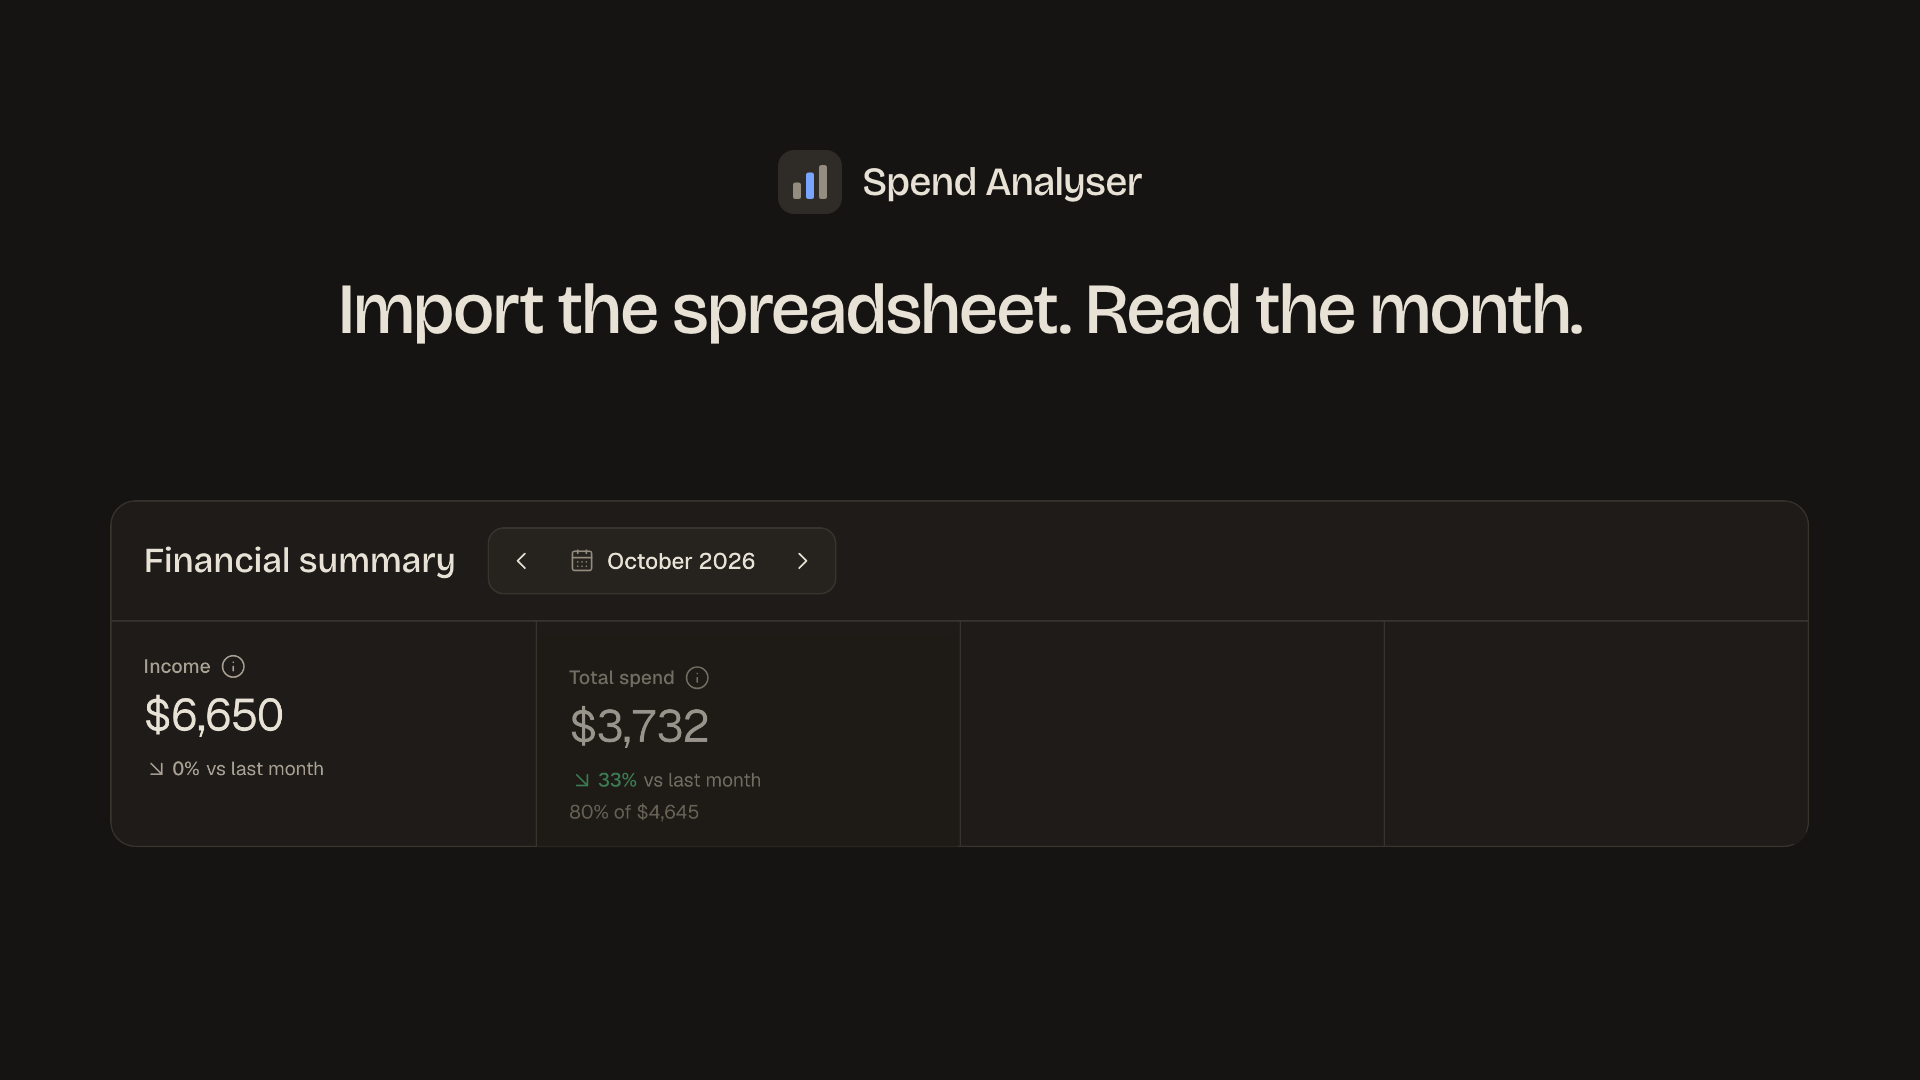 Spend Analyser
Import the spreadsheet. Read the month.
Financial summary
October 2026
Income
$6,650
0% vs last month
Total spend
$3,732
33% vs last month
80% of $4,645